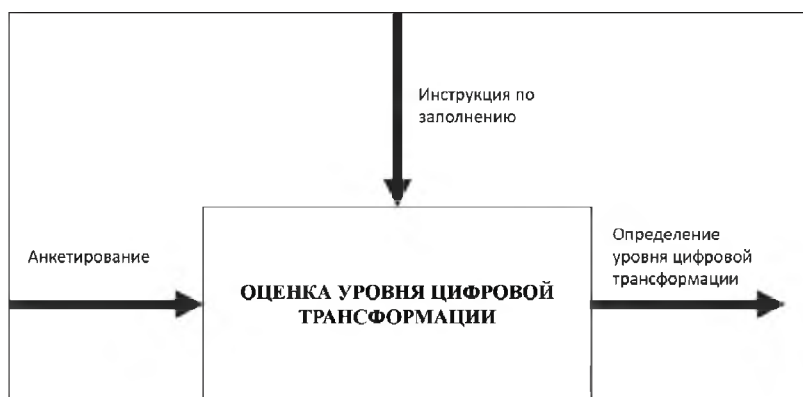 Инструкция по
заполнению
Анкетирование
ОЦЕНКА УРОВНЯ ЦИФРОВОЙ
ТРАНСФОРМАЦИИ
Определение
уровня цифровой
трансформации